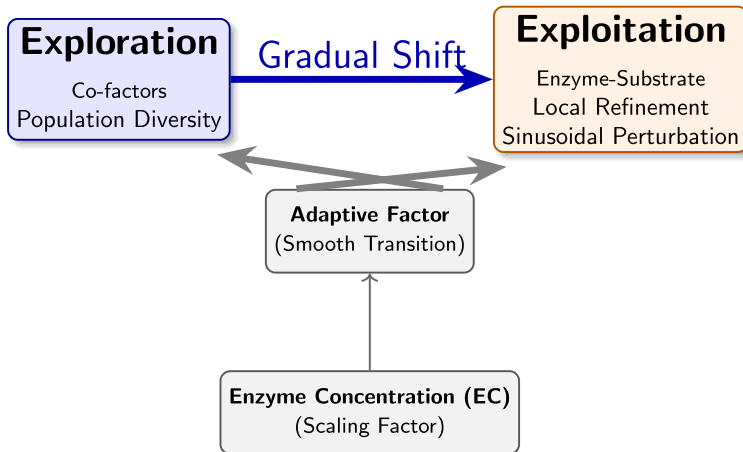 Exploration
Co-factors
Population Diversity
Gradual Shift
Exploitation
Enzyme-Substrate
Local Refinement
Sinusoidal Perturbation
Adaptive Factor
(Smooth Transition)
Enzyme Concentration (EC)
(Scaling Factor)